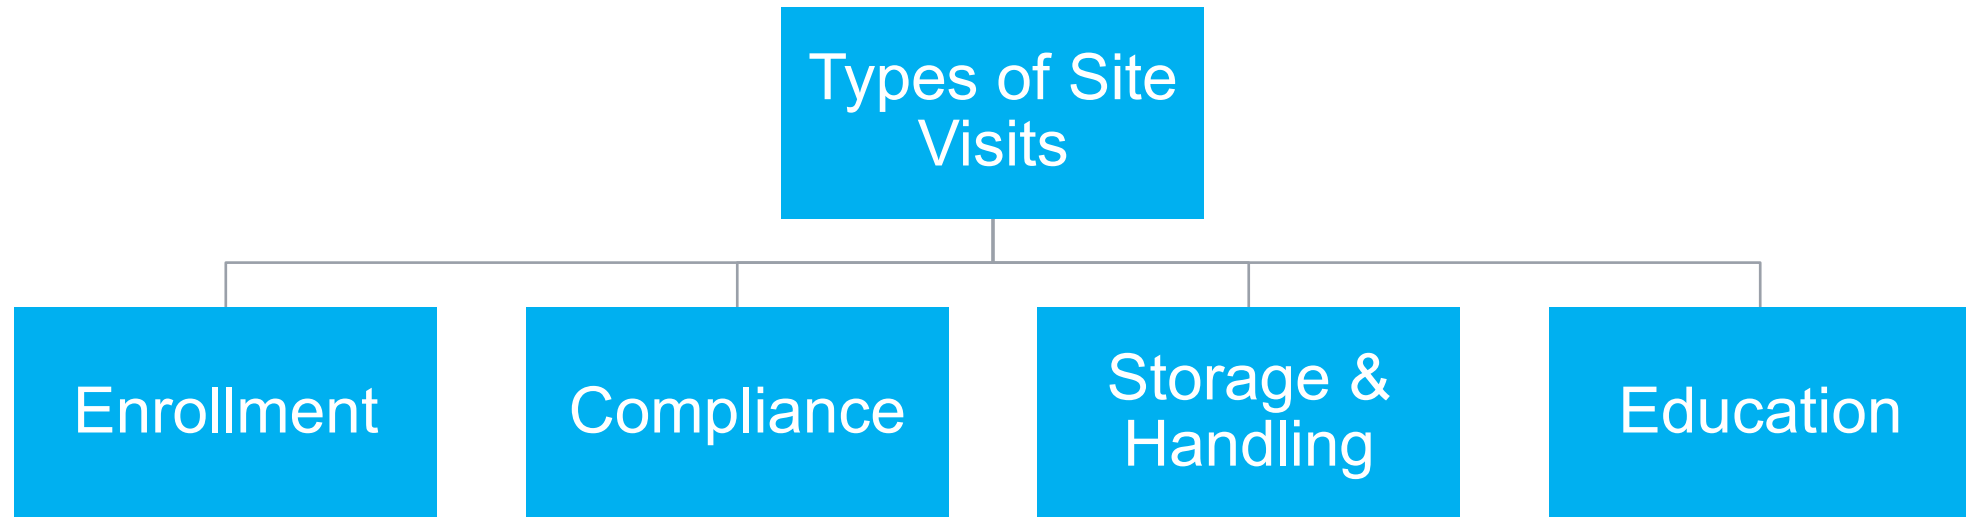 Types of Site
Visits
Enrollment
Compliance
Storage &
Handling
Education